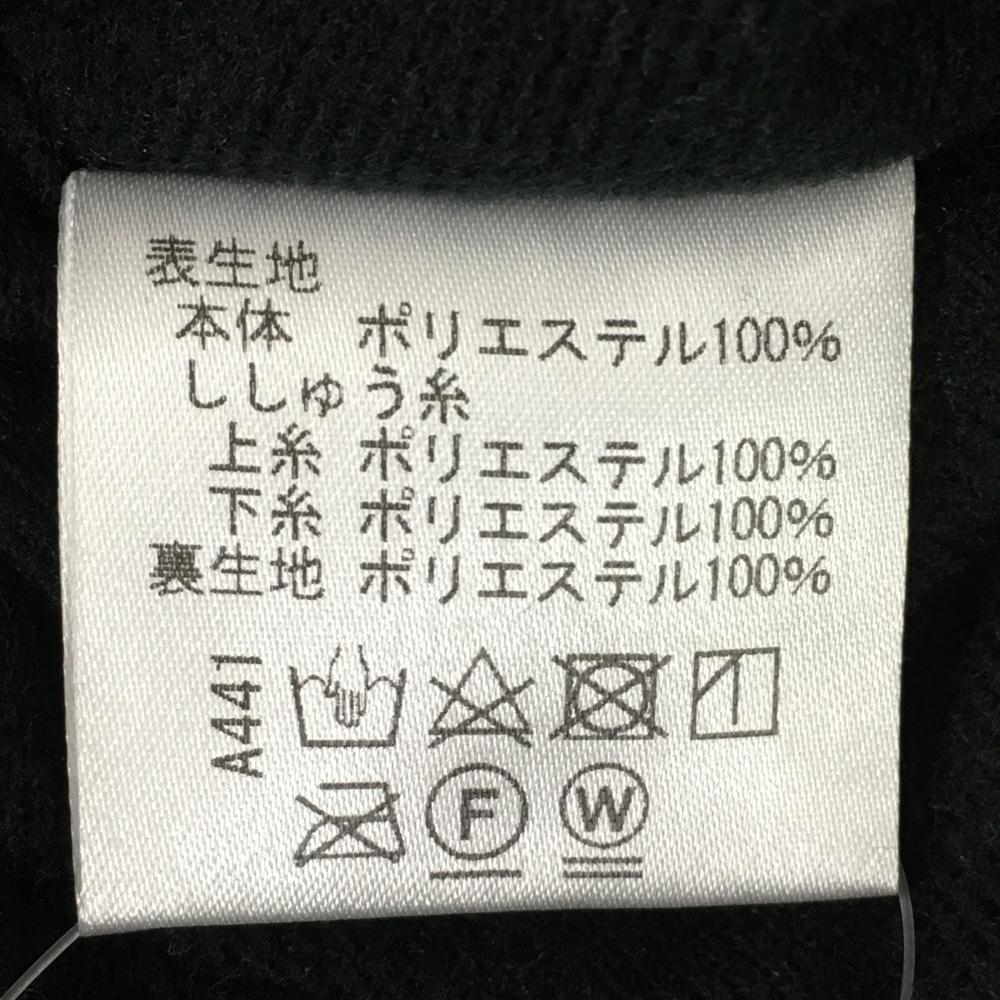 表生地
本体 ポリエステル100%
ししゅう糸
上糸 ポリエステル100%
下糸 ポリエステル100%
裏生地 ポリエステル100%
A441
F W